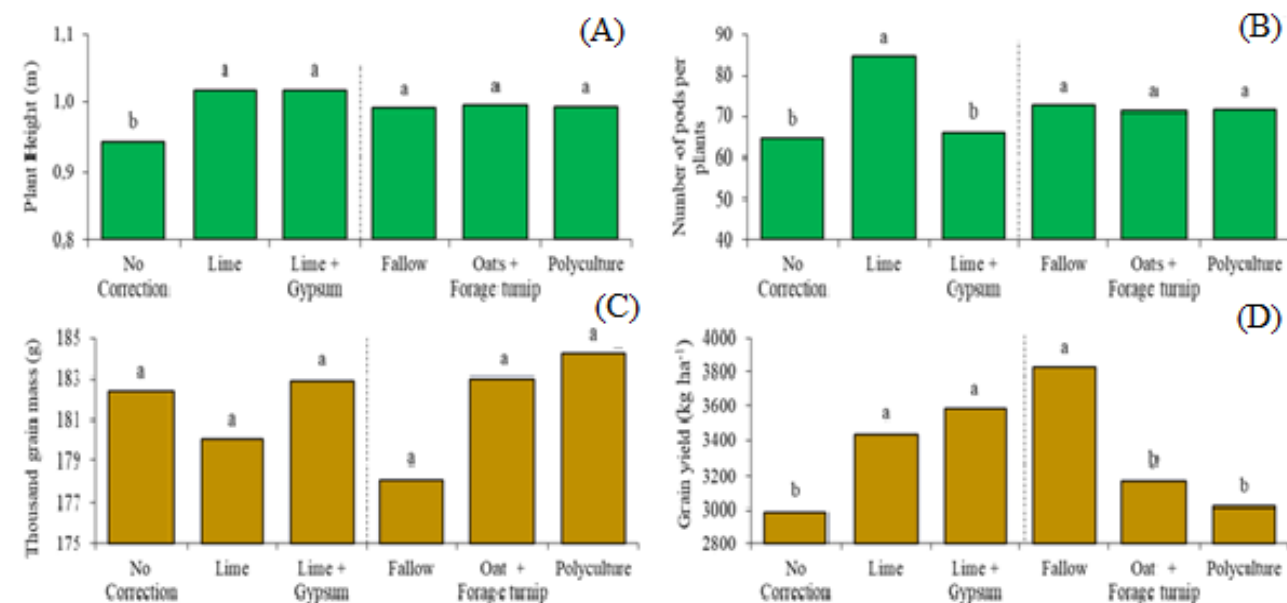 (A)
Plant Height (m)
1,1
1,0
0,9
0,8
b
a
a
a
a
a
No
Correction
Lime
Lime +
Gypsum
Fallow
Oats +
Forage turnip
Polyculture
(B)
Number of pods per
plants
90
80
70
60
50
40
b
a
b
a
a
a
No
Correction
Lime
Lime +
Gypsum
Fallow
Oats +
Forage turnip
Polyculture
(C)
Thousand grain mass (g)
185
183
181
179
177
175
a
a
a
a
a
a
No
Correction
Lime
Lime +
Gypsum
Fallow
Oat +
Forage turnip
Polyculture
(D)
Grain yield (kg ha⁻¹)
4000
3800
3600
3400
3200
3000
2800
b
a
a
a
b
b
No
Correction
Lime
Lime +
Gypsum
Fallow
Oat +
Forage turnip
Polyculture